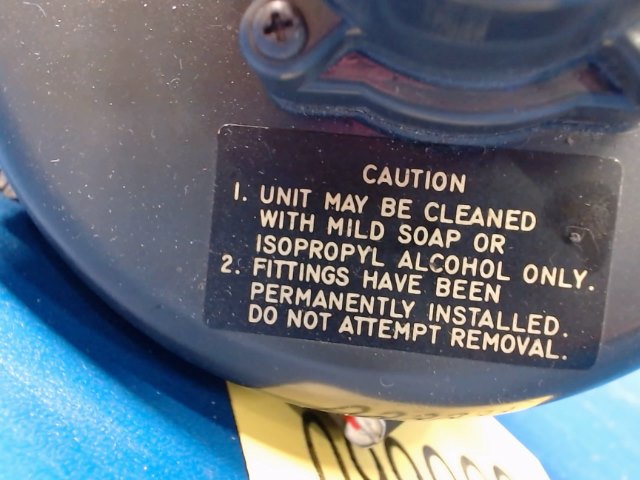 CAUTION
1. UNIT MAY BE CLEANED
WITH MILD SOAP OR
ISOPROPYL ALCOHOL ONLY.
2. FITTINGS HAVE BEEN
PERMANENTLY INSTALLED.
DO NOT ATTEMPT REMOVAL.